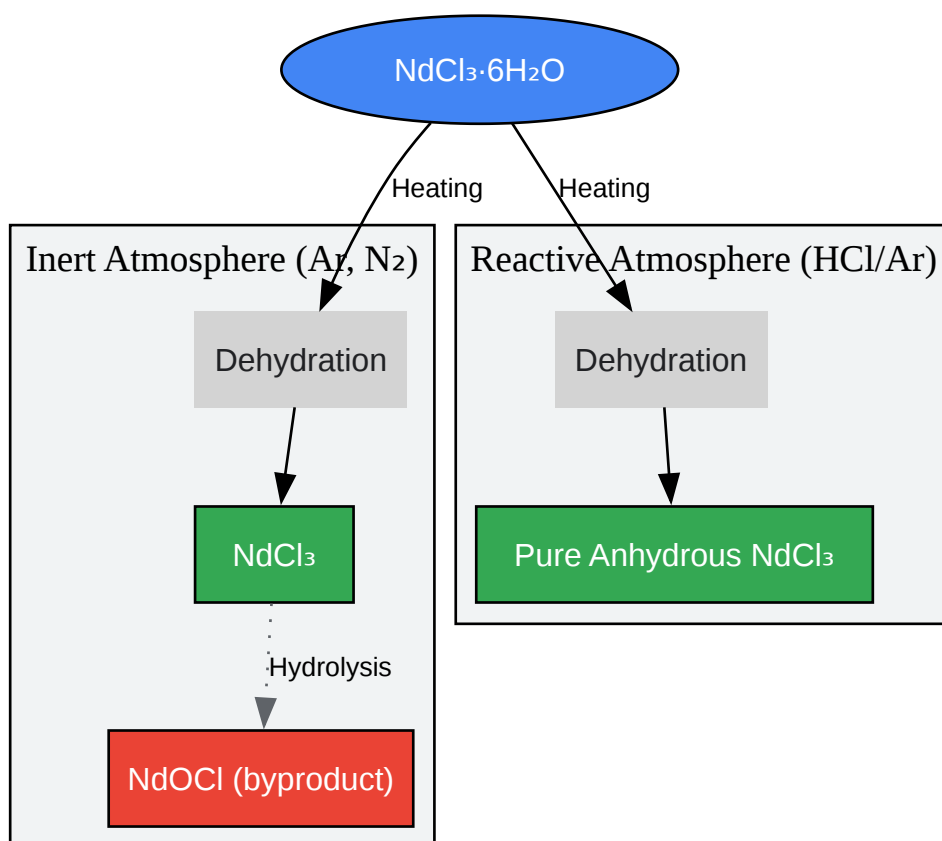 NdCl₃·6H₂O
Heating
Heating
Inert Atmosphere (Ar, N₂)
Reactive Atmosphere (HCl/Ar)
Dehydration
Dehydration
NdCl₃
Pure Anhydrous NdCl₃
Hydrolysis
NdOCl (byproduct)